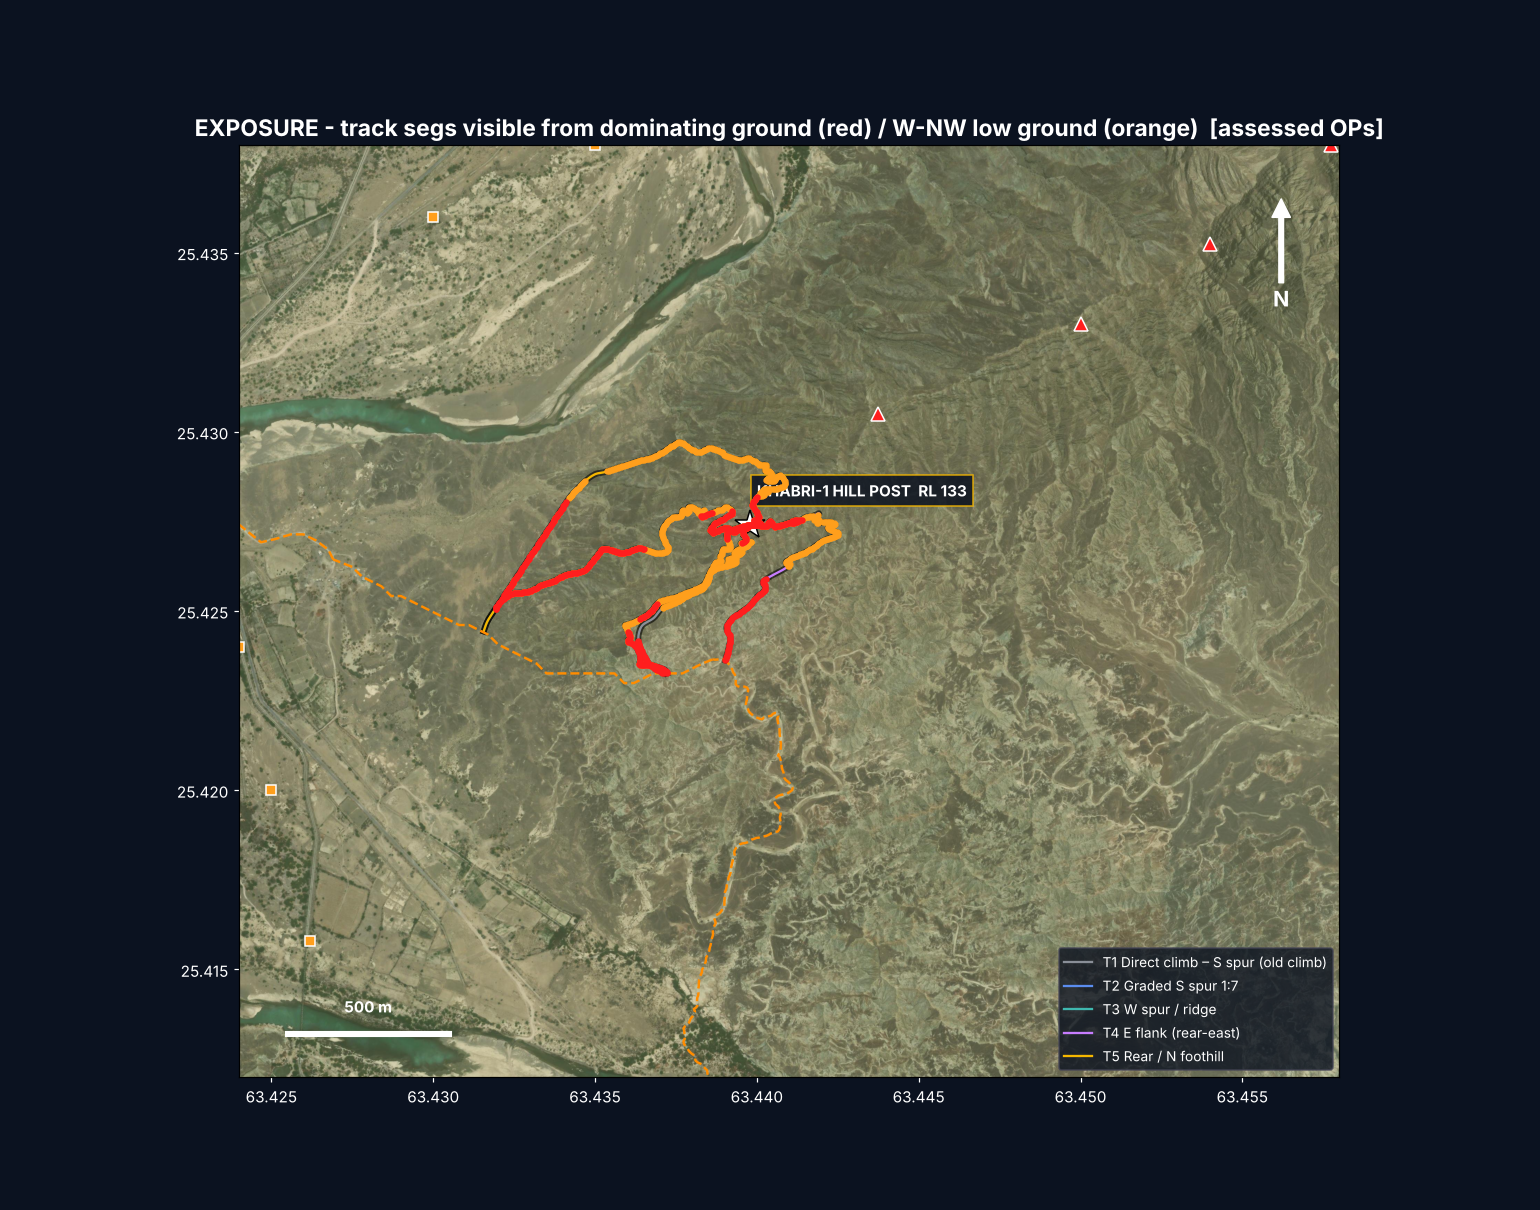 EXPOSURE - track segs visible from dominating ground (red) / W-NW low ground (orange) [assessed OPs]
N
KHABRI-1 HILL POST RL 133
25.435
25.430
25.425
25.420
25.415
500 m
T1 Direct climb – S spur (old climb)
T2 Graded S spur 1:7
T3 W spur / ridge
T4 E flank (rear-east)
T5 Rear / N foothill
63.425
63.430
63.435
63.440
63.445
63.450
63.455